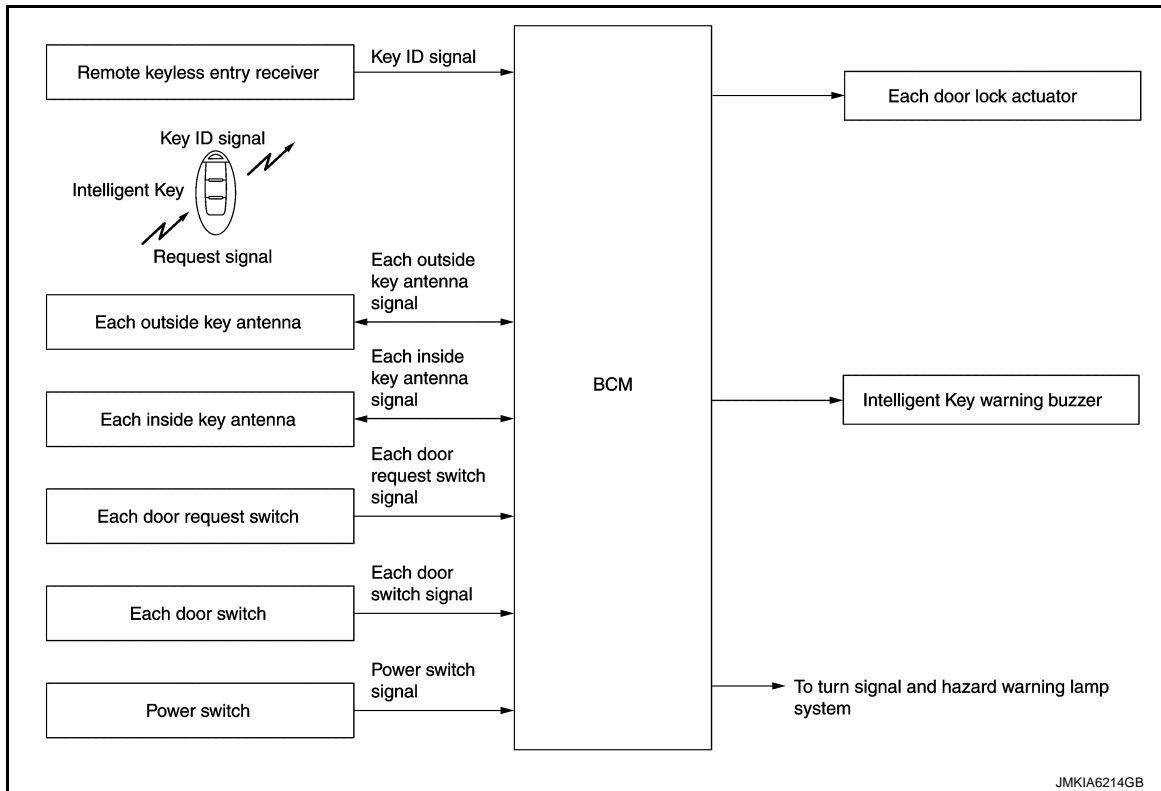 Remote keyless entry receiver
Key ID signal
Key ID signal
Intelligent Key
Request signal
Each outside
key antenna
signal
Each outside key antenna
Each inside
key antenna
signal
Each inside key antenna
Each door
request switch
signal
Each door request switch
Each door
switch signal
Each door switch
Power switch
signal
Power switch
BCM
Each door lock actuator
Intelligent Key warning buzzer
To turn signal and hazard warning lamp
system
JMKIA6214GB